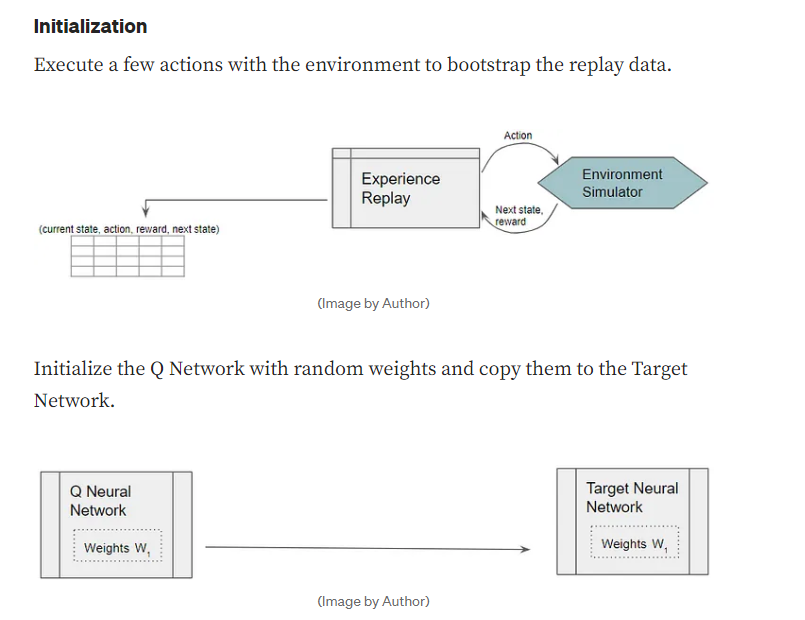 Initialization
Execute a few actions with the environment to bootstrap the replay data.
Action
Experience
Replay
Environment
Simulator
Next state,
reward
(current state, action, reward, next state)
(Image by Author)
Initialize the Q Network with random weights and copy them to the Target
Network.
Q Neural
Network
Weights W₁
Target Neural
Network
Weights W₁
(Image by Author)